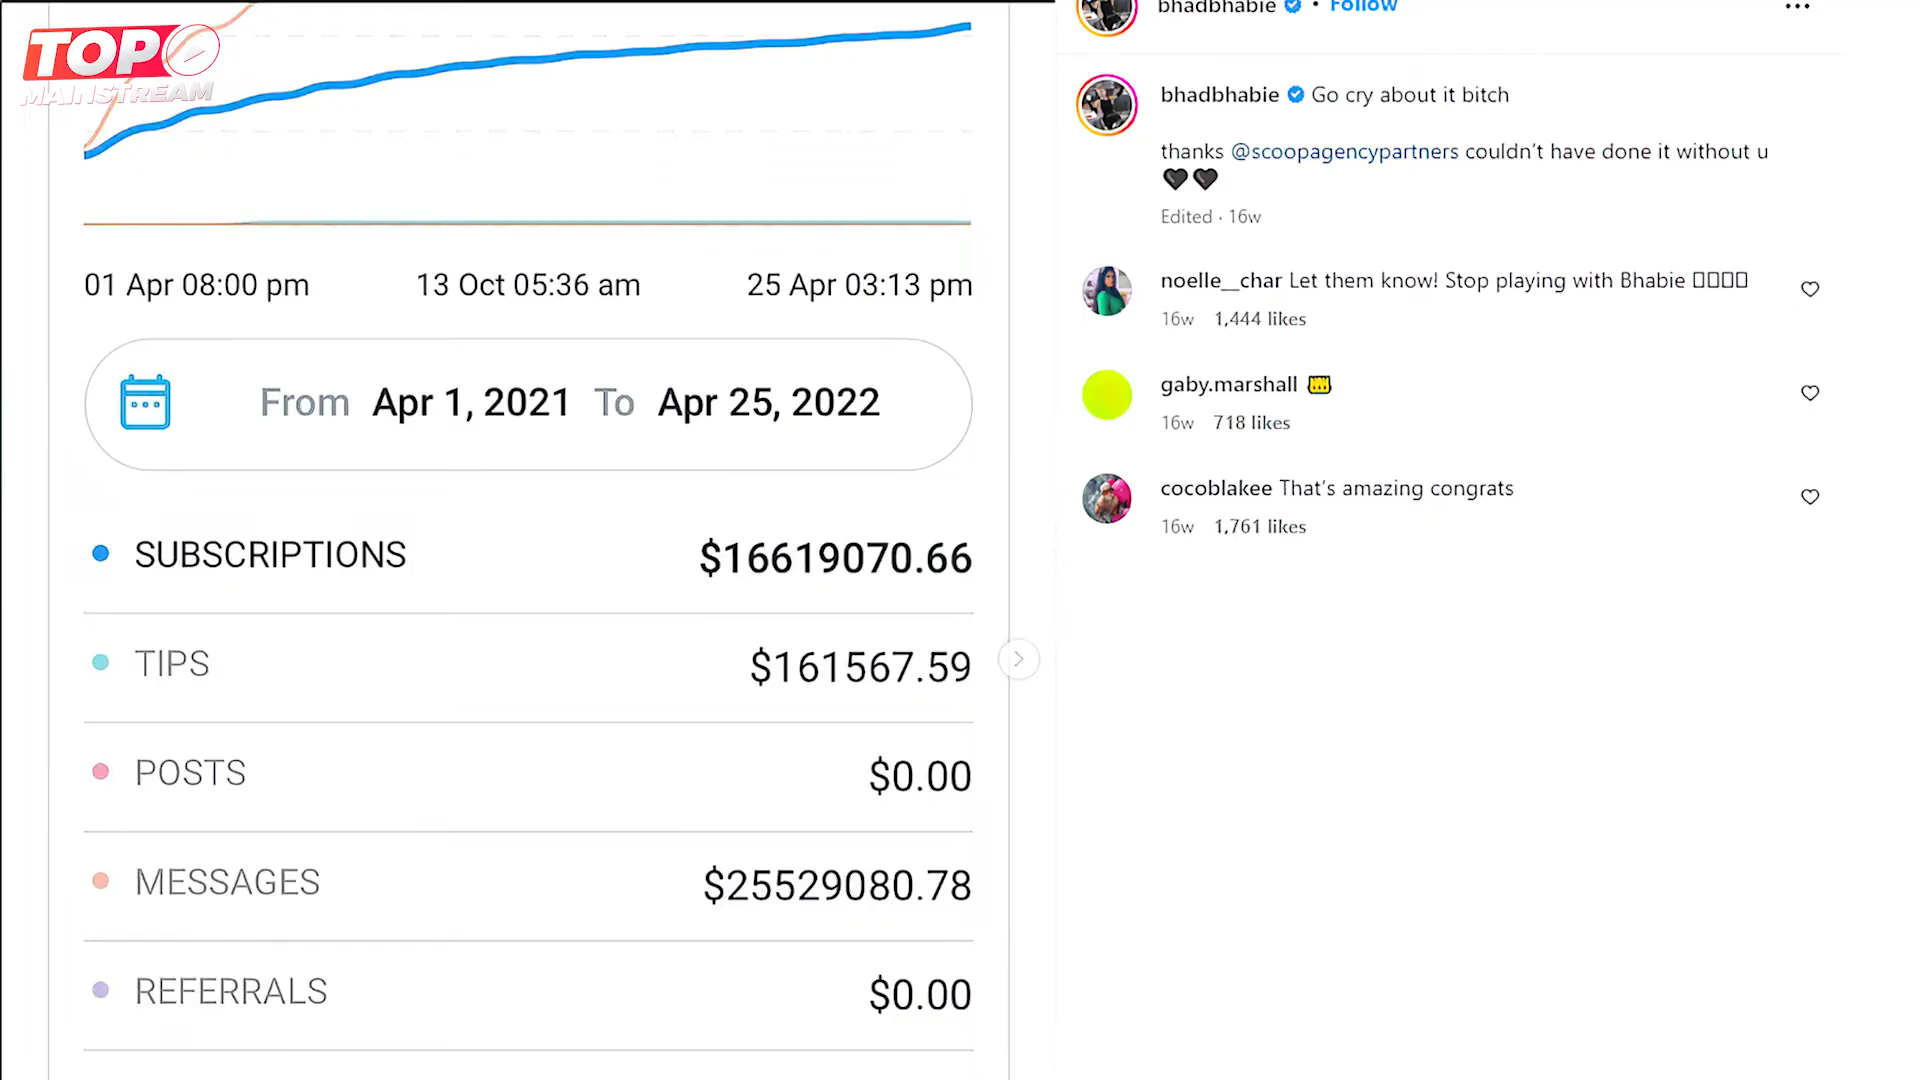 TOP
MAINSTREAM
01 Apr 08:00 pm
13 Oct 05:36 am
25 Apr 03:13 pm
From Apr 1, 2021 To Apr 25, 2022
SUBSCRIPTIONS $16619070.66
TIPS $161567.59
POSTS $0.00
MESSAGES $25529080.78
REFERRALS $0.00
bhadbhabie • Follow
bhadbhabie Go cry about it bitch
thanks @scoopagencypartners couldn't have done it without u
🖤🖤
Edited · 16w
noelle__char Let them know! Stop playing with Bhabie
16w 1,444 likes
gaby.marshall
16w 718 likes
cocoblakee That's amazing congrats
16w 1,761 likes